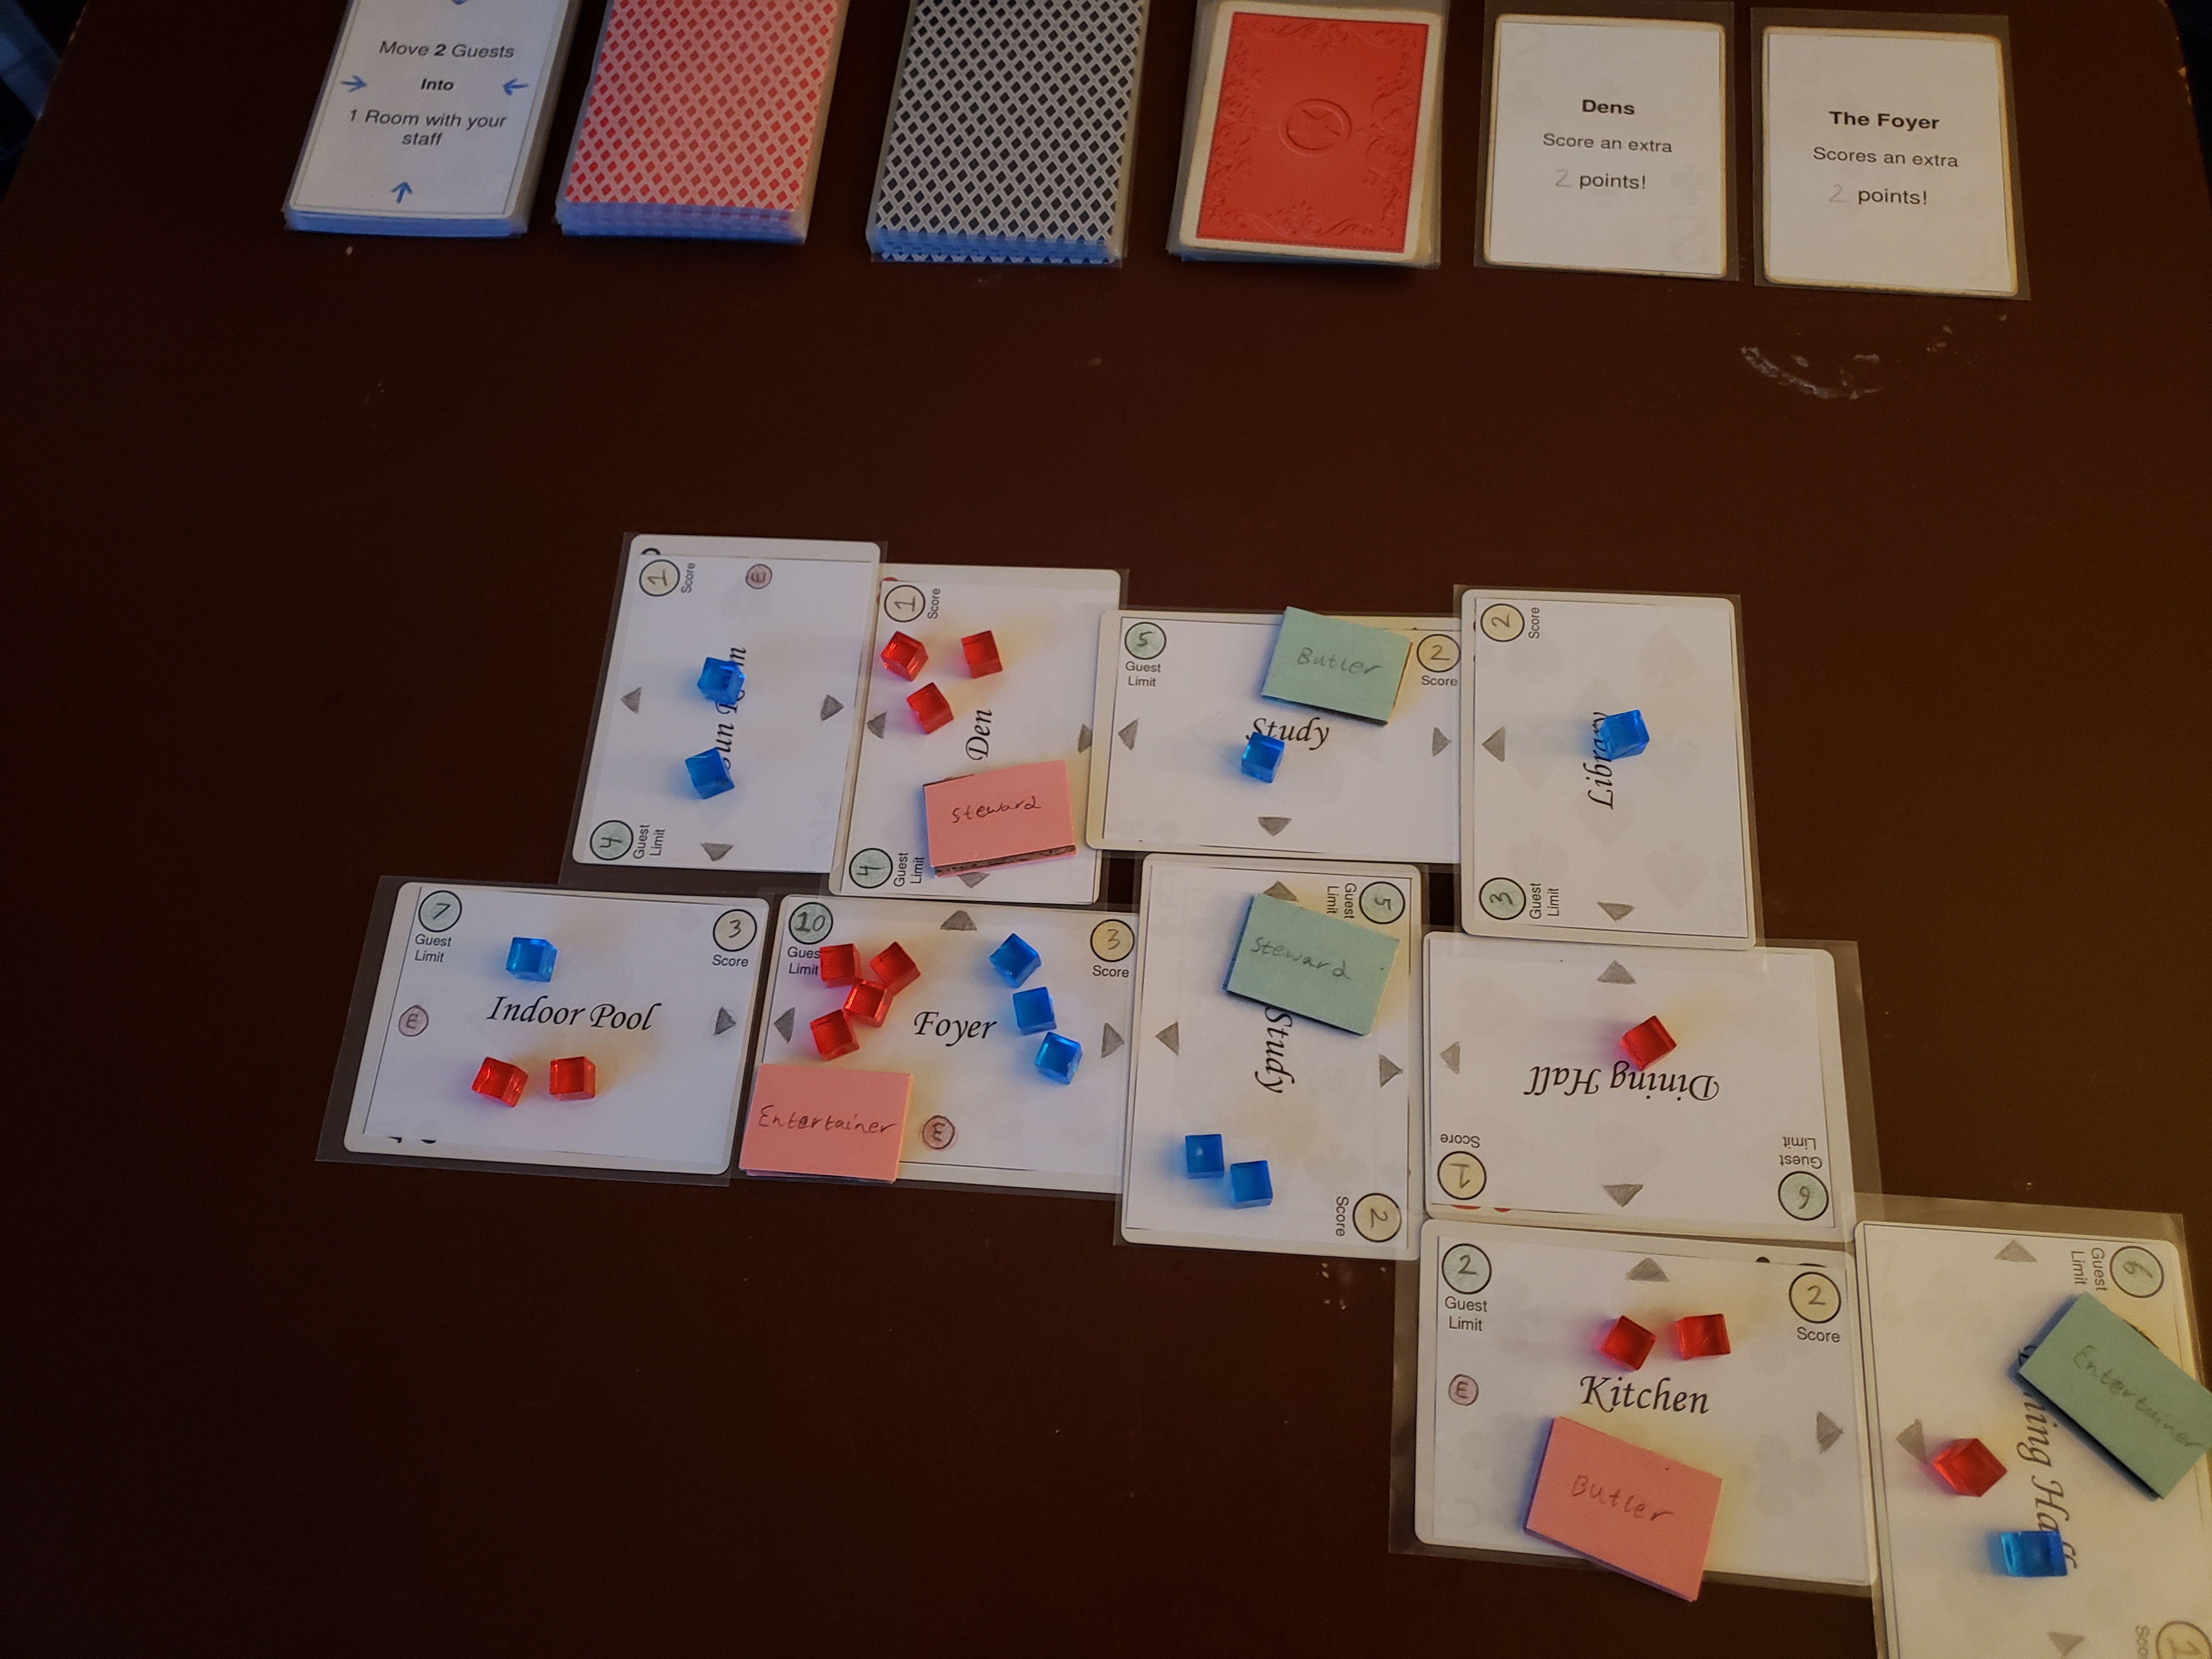 Move 2 Guests
Into
1 Room with your
staff
Dens
Score an extra
2 points!
The Foyer
Scores an extra
2 points!
1
Score
E
4
Guest
Limit
1
Score
Den
steward
4
Guest
Limit
5
Guest
Limit
Butler
2
Score
Study
2
Score
Library
3
Guest
Limit
7
Guest
Limit
3
Score
E
Indoor Pool
10
Guest
Limit
3
Score
Foyer
Entertainer
E
5
Guest
Limit
Steward
Study
2
Score
Dining Hall
1
Score
6
Guest
Limit
2
Guest
Limit
2
Score
E
Kitchen
Butler
6
Guest
Limit
Entertainer
Hall
1